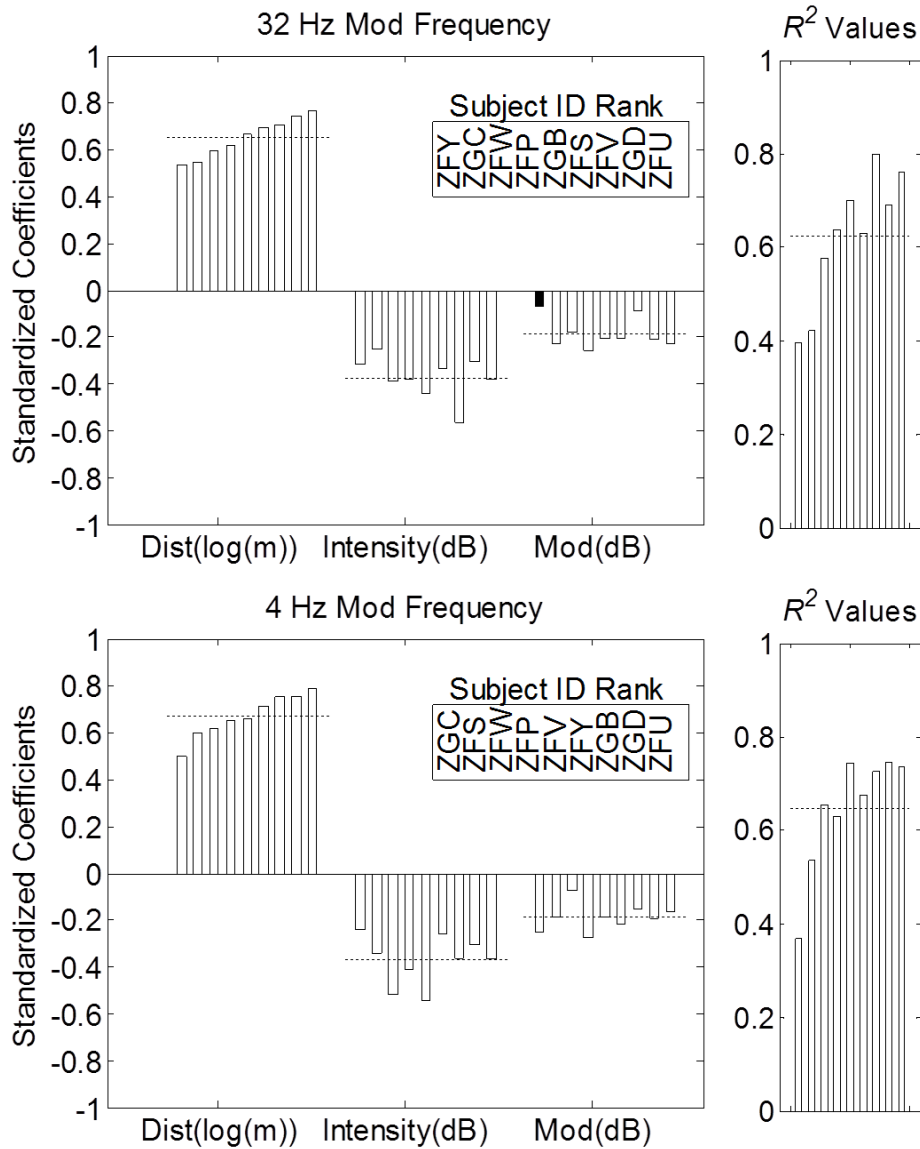 32 Hz Mod Frequency
R² Values
Standardized Coefficients
1
0.8
0.6
0.4
0.2
0
-0.2
-0.4
-0.6
-0.8
-1
Subject ID Rank
ZFY
ZGC
ZFW
ZFP
ZGB
ZFS
ZFV
ZGD
ZFU
Dist(log(m)) Intensity(dB) Mod(dB)
1
0.8
0.6
0.4
0.2
0
4 Hz Mod Frequency
R² Values
Standardized Coefficients
1
0.8
0.6
0.4
0.2
0
-0.2
-0.4
-0.6
-0.8
-1
Subject ID Rank
ZGC
ZFS
ZFW
ZFP
ZFV
ZFY
ZGB
ZGD
ZFU
Dist(log(m)) Intensity(dB) Mod(dB)
1
0.8
0.6
0.4
0.2
0